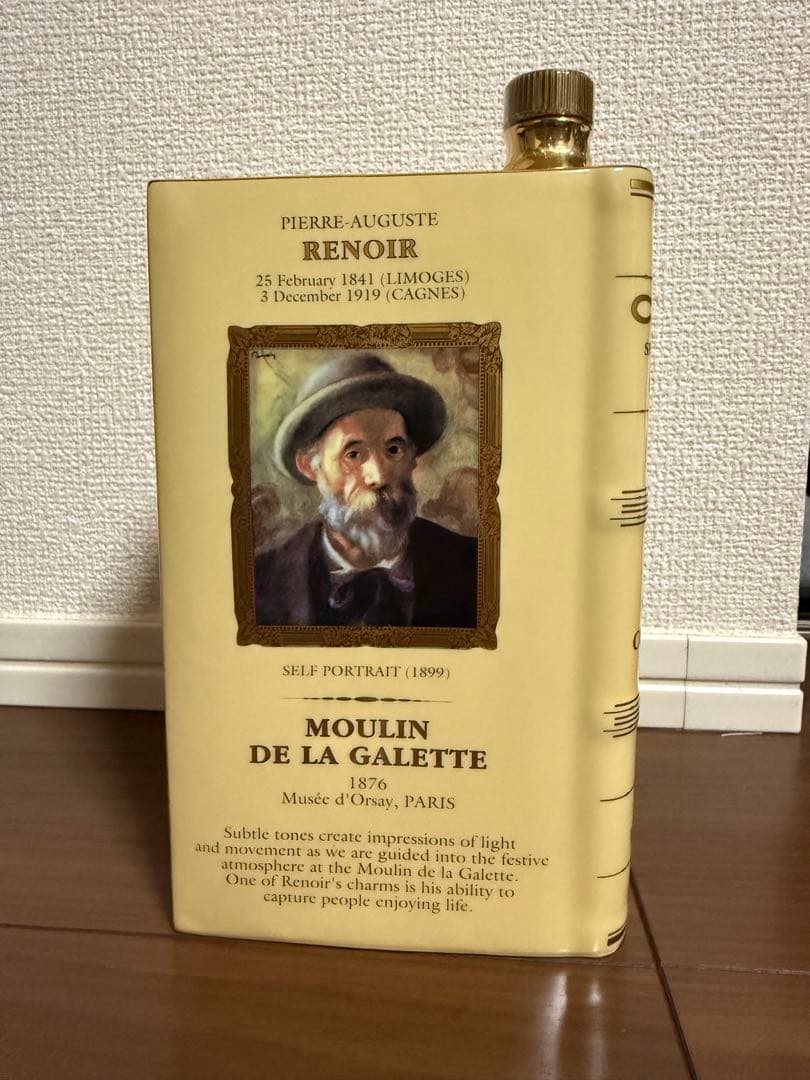 PIERRE-AUGUSTE
RENOIR
25 February 1841 (LIMOGES)
3 December 1919 (CAGNES)
SELF PORTRAIT (1899)
MOULIN
DE LA GALETTE
1876
Musée d'Orsay, PARIS
Subtle tones create impressions of light
and movement as we are guided into the festive
atmosphere at the Moulin de la Galette.
One of Renoir's charms is his ability to
capture people enjoying life.